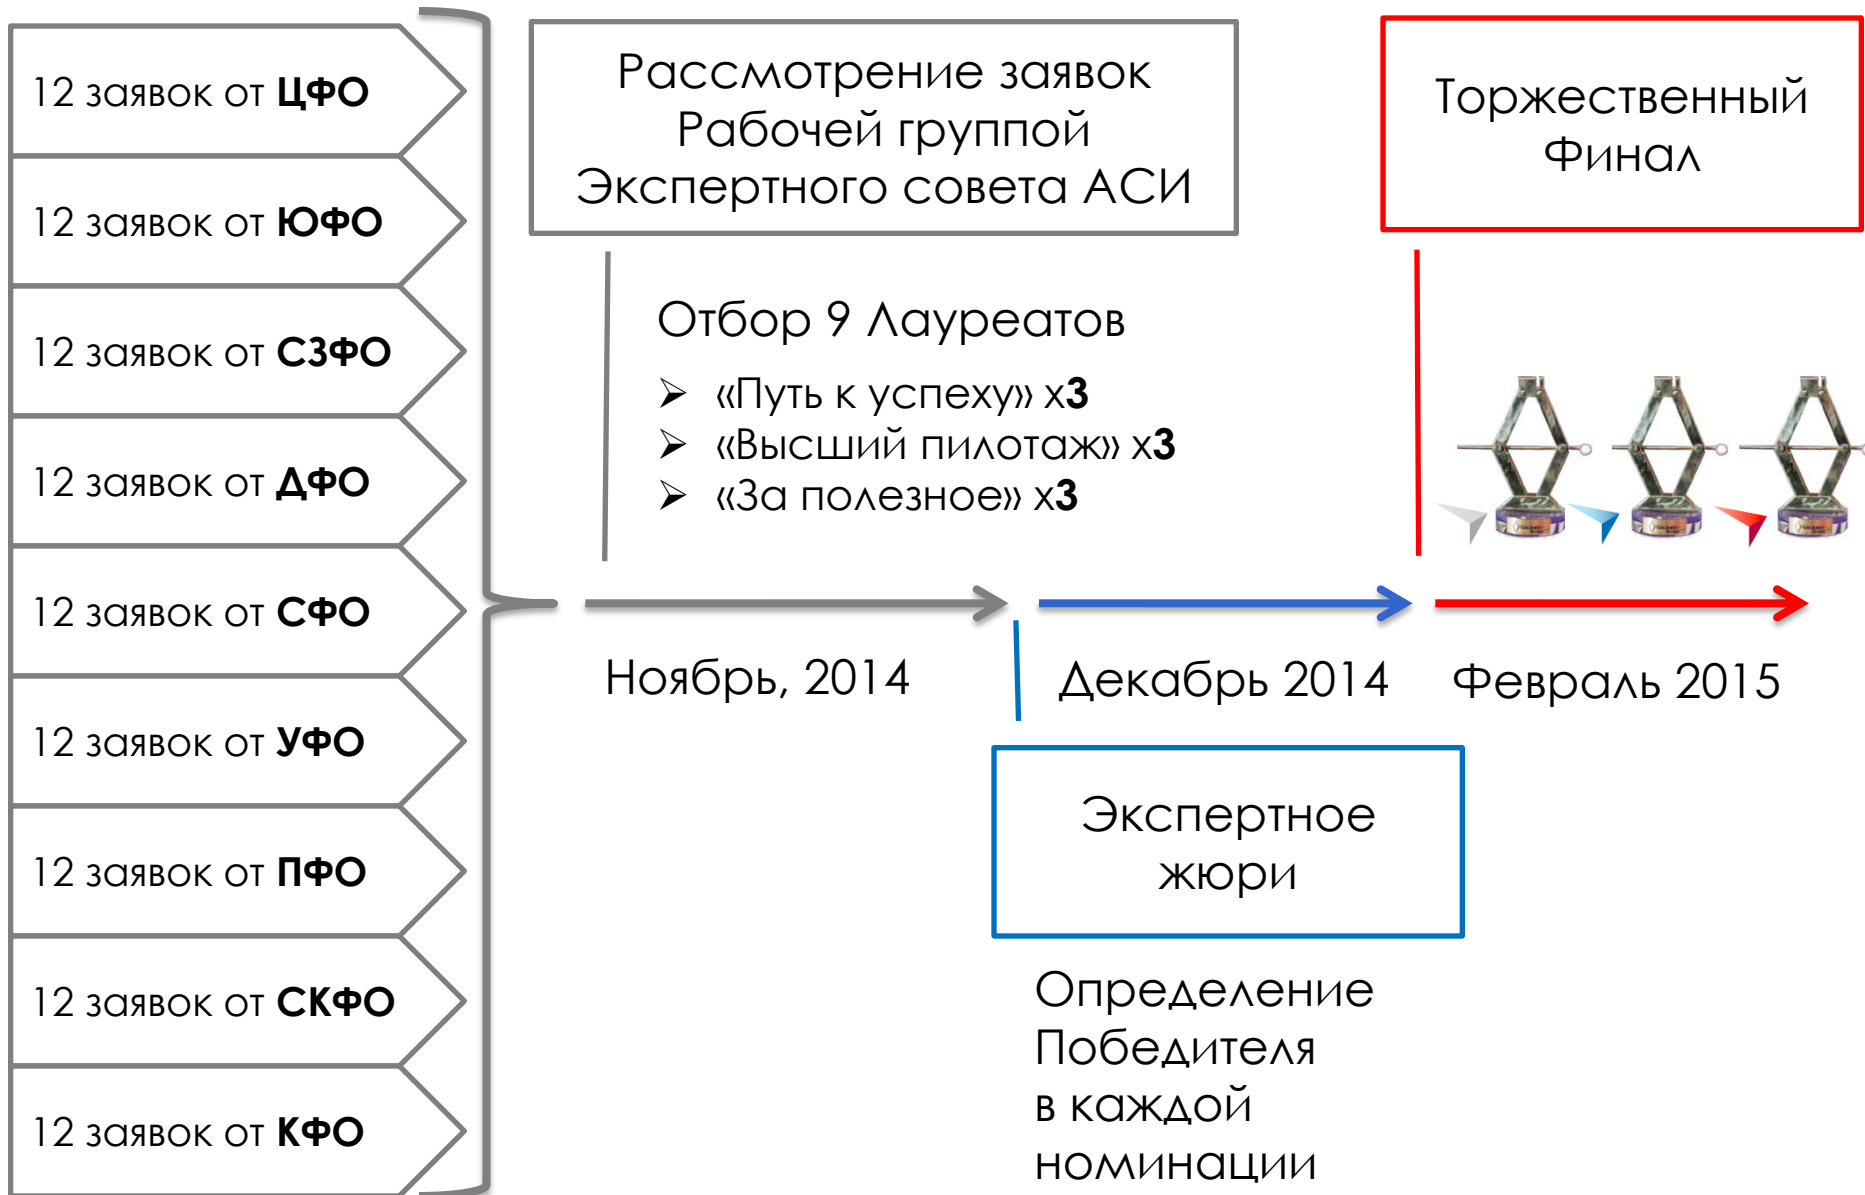 12 заявок от ЦФО
12 заявок от ЮФО
12 заявок от СЗФО
12 заявок от ДФО
12 заявок от СФО
12 заявок от УФО
12 заявок от ПФО
12 заявок от СКФО
12 заявок от КФО
Рассмотрение заявок
Рабочей группой
Экспертного совета АСИ
Отбор 9 Лауреатов
➢ «Путь к успеху» х3
➢ «Высший пилотаж» х3
➢ «За полезное» х3
Ноябрь, 2014
Декабрь 2014
Экспертное
жюри
Определение
Победителя
в каждой
номинации
Торжественный
Финал
Февраль 2015